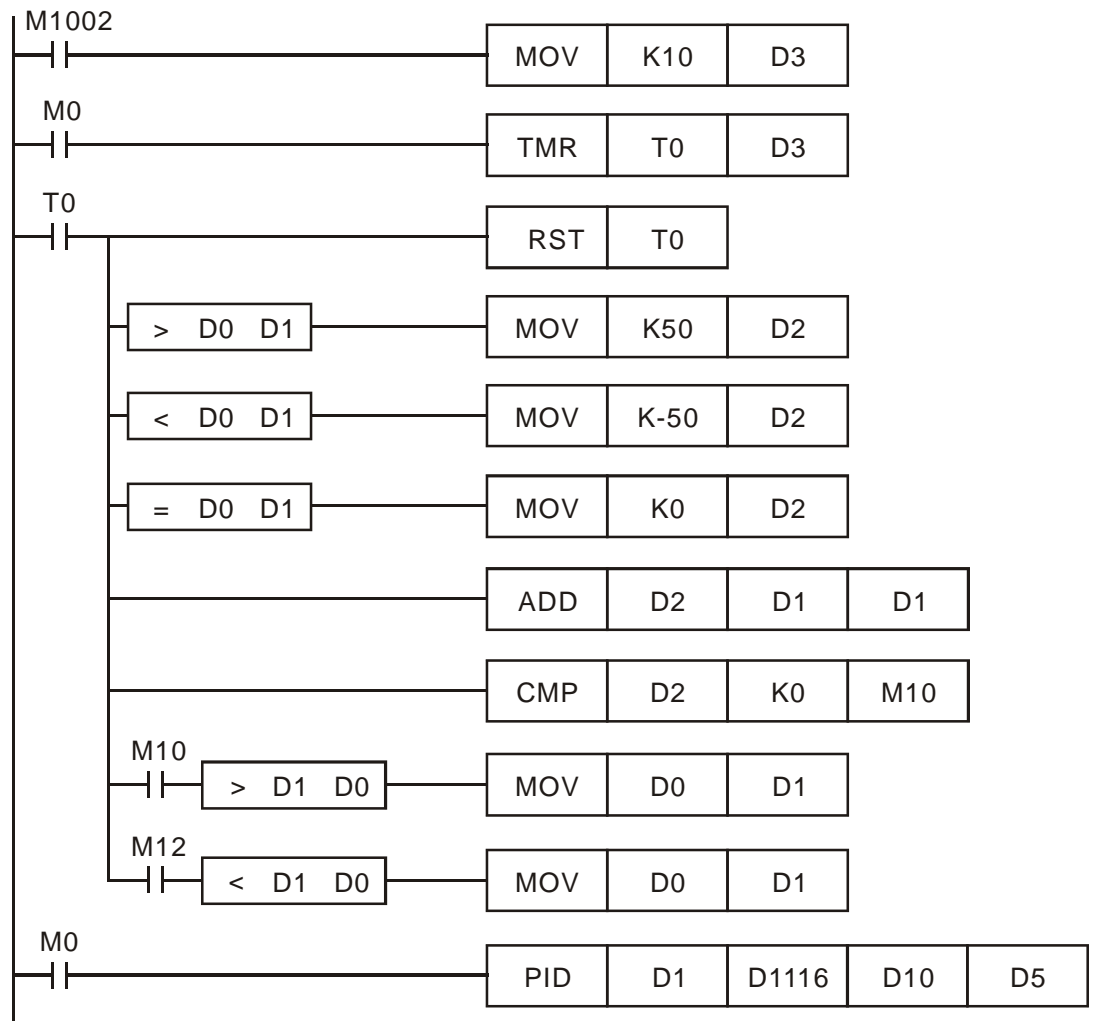 M1002
MOV K10 D3
M0
TMR T0 D3
T0
RST T0
> D0 D1 MOV K50 D2
< D0 D1 MOV K-50 D2
= D0 D1 MOV K0 D2
ADD D2 D1 D1
CMP D2 K0 M10
M10
> D1 D0 MOV D0 D1
M12
< D1 D0 MOV D0 D1
M0
PID D1 D1116 D10 D5